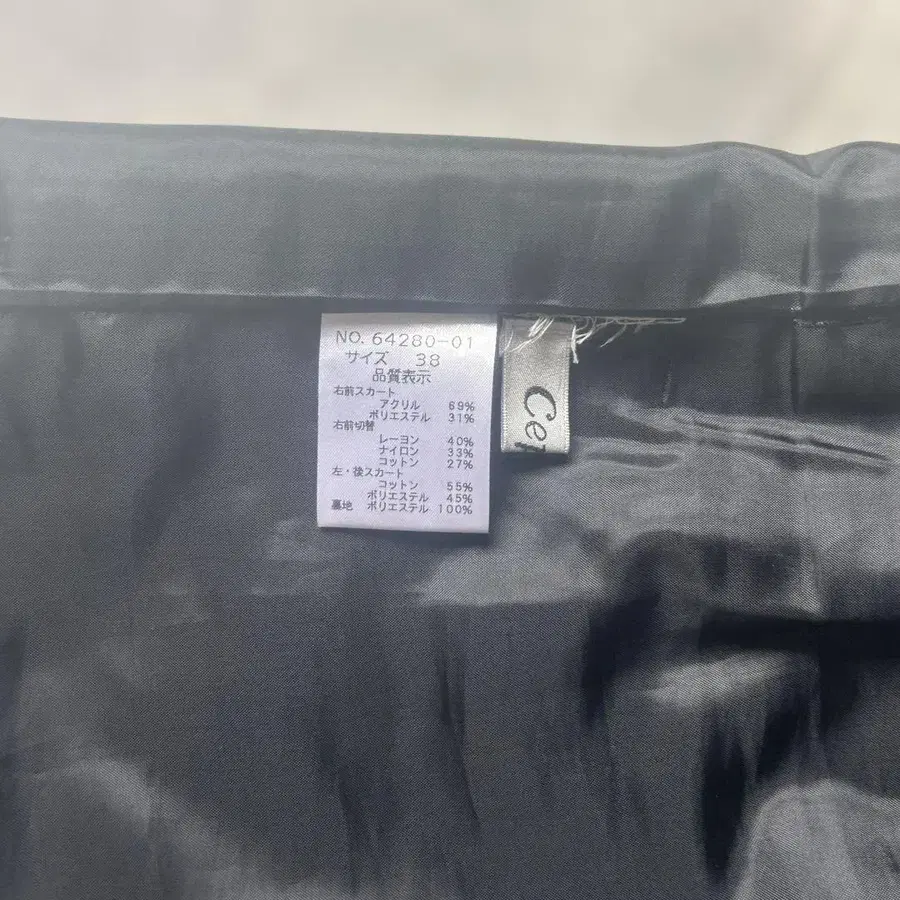 NO. 64280-01
サイズ 38
品質表示
右前スカート
アクリル 69%
ポリエステル 31%
右前切替
レーヨン 40%
ナイロン 33%
コットン 27%
左・後スカート
コットン 55%
ポリエステル 45%
裏地 ポリエステル 100%